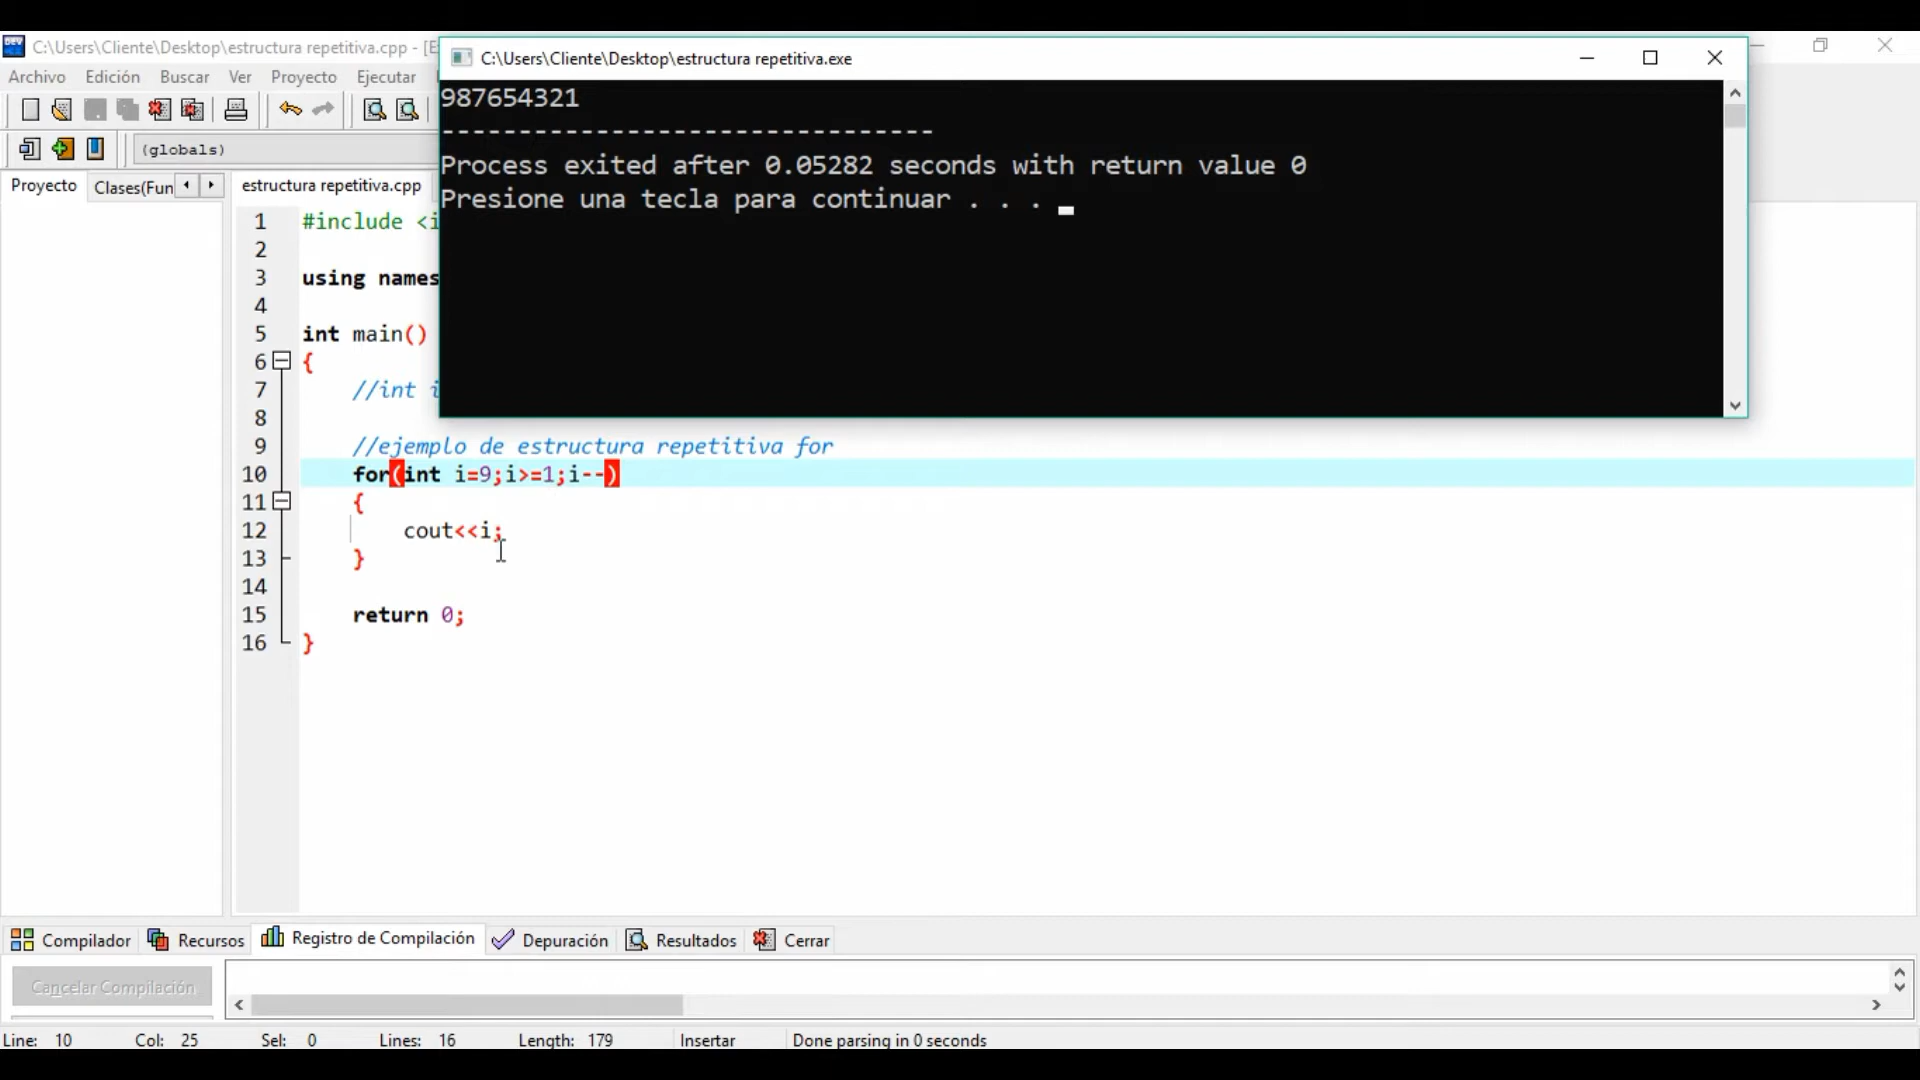 C:\Users\Cliente\Desktop\estructura repetitiva.cpp - [E
C:\Users\Cliente\Desktop\estructura repetitiva.exe
Archivo Edición Buscar Ver Proyecto Ejecutar
987654321
--------------------------------
Process exited after 0.05282 seconds with return value 0
Presione una tecla para continuar . . .
(globals)
Proyecto Clases(Fun
estructura repetitiva.cpp
1 #include <i
2
3 using names
4
5 int main()
6 {
7 //int i
8
9 //ejemplo de estructura repetitiva for
10 for(int i=9;i>=1;i--)
11 {
12 cout<<i;
13 }
14
15 return 0;
16 }
Compilador Recursos Registro de Compilación Depuración Resultados Cerrar
Cancelar Compilación
Line: 10 Col: 25 Sel: 0 Lines: 16 Length: 179 Insertar Done parsing in 0 seconds